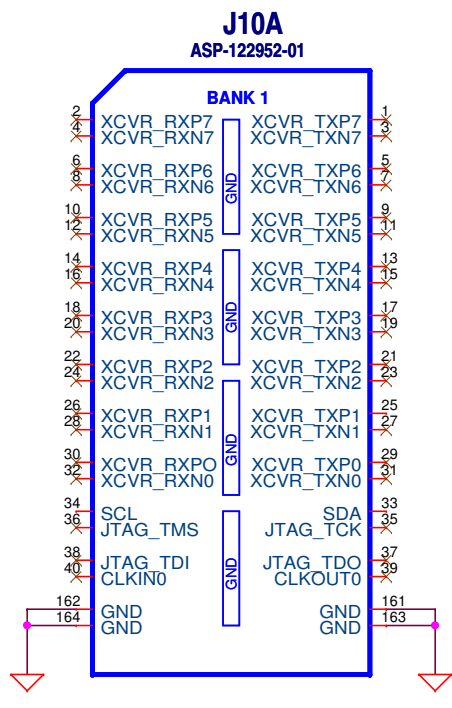 J10A
ASP-122952-01
BANK 1
2 XCVR_RXP7 XCVR_TXP7 1
4 XCVR_RXN7 XCVR_TXN7 3
6 XCVR_RXP6 XCVR_TXP6 5
8 XCVR_RXN6 XCVR_TXN6 7
GND
10 XCVR_RXP5 XCVR_TXP5 9
12 XCVR_RXN5 XCVR_TXN5 11
14 XCVR_RXP4 XCVR_TXP4 13
16 XCVR_RXN4 XCVR_TXN4 15
GND
18 XCVR_RXP3 XCVR_TXP3 17
20 XCVR_RXN3 XCVR_TXN3 19
22 XCVR_RXP2 XCVR_TXP2 21
24 XCVR_RXN2 XCVR_TXN2 23
26 XCVR_RXP1 XCVR_TXP1 25
28 XCVR_RXN1 XCVR_TXN1 27
GND
30 XCVR_RXPO XCVR_TXP0 29
32 XCVR_RXN0 XCVR_TXN0 31
34 SCL SDA 33
36 JTAG_TMS JTAG_TCK 35
38 JTAG_TDI JTAG_TDO 37
40 CLKIN0 CLKOUT0 39
GND
162 GND GND 161
164 GND GND 163